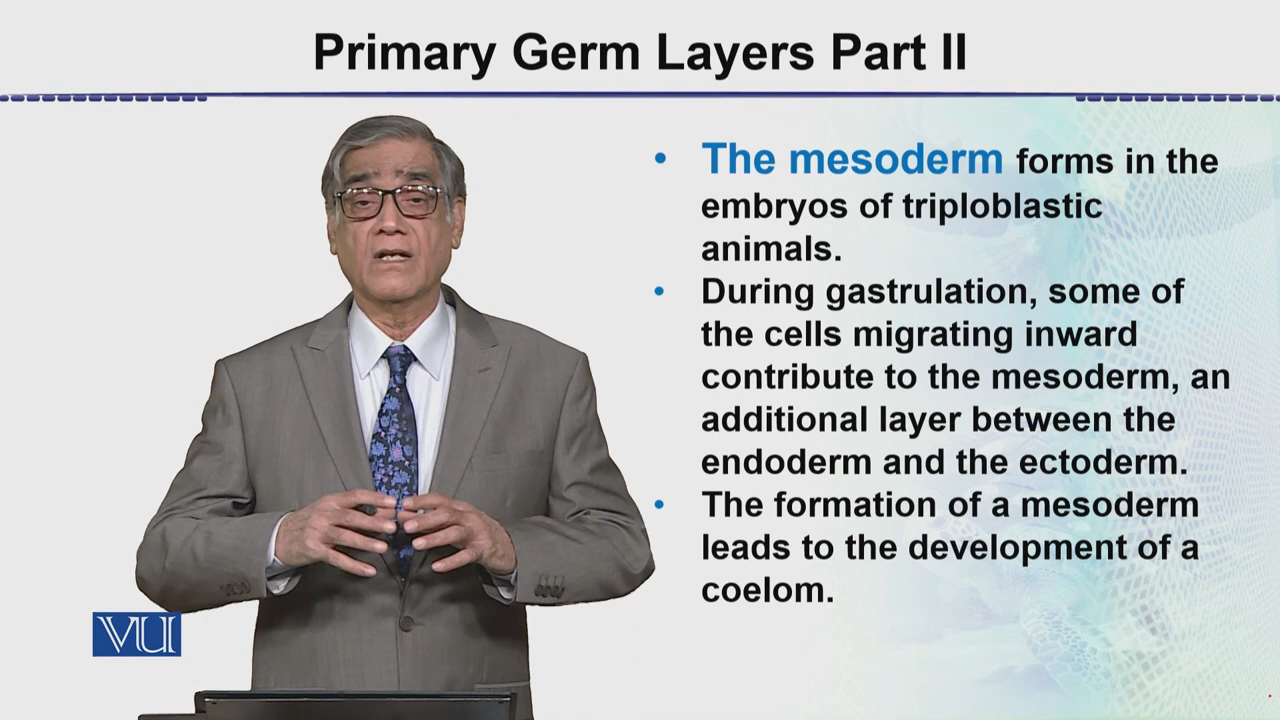 Primary Germ Layers Part II
• The mesoderm forms in the
embryos of triploblastic
animals.
• During gastrulation, some of
the cells migrating inward
contribute to the mesoderm, an
additional layer between the
endoderm and the ectoderm.
• The formation of a mesoderm
leads to the development of a
coelom.
VU